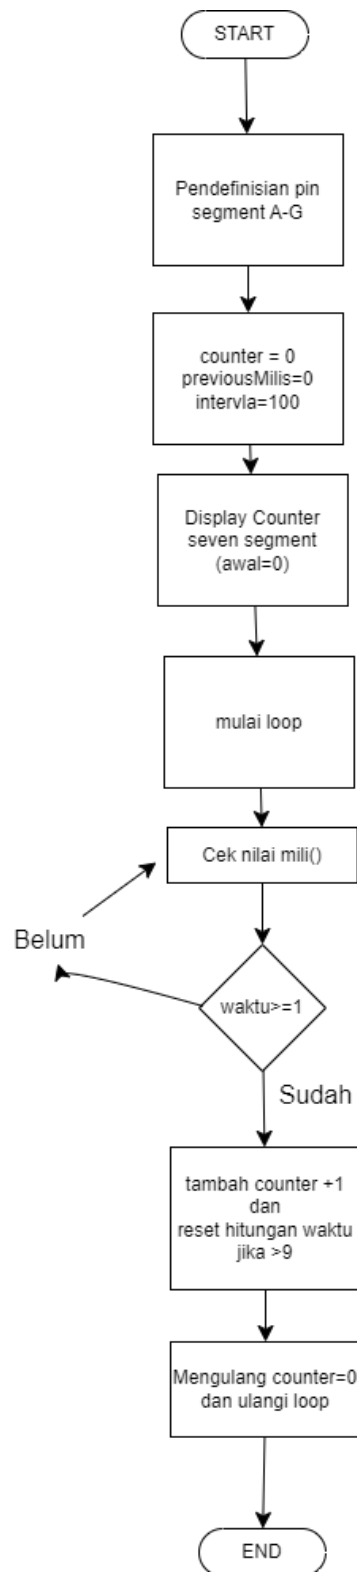 START
Pendefinisian pin
segment A-G
counter = 0
previousMilis=0
intervla=100
Display Counter
seven segment
(awal=0)
mulai loop
Cek nilai mili()
Belum
waktu>=1
Sudah
tambah counter +1
dan
reset hitungan waktu
jika >9
Mengulang counter=0
dan ulangi loop
END